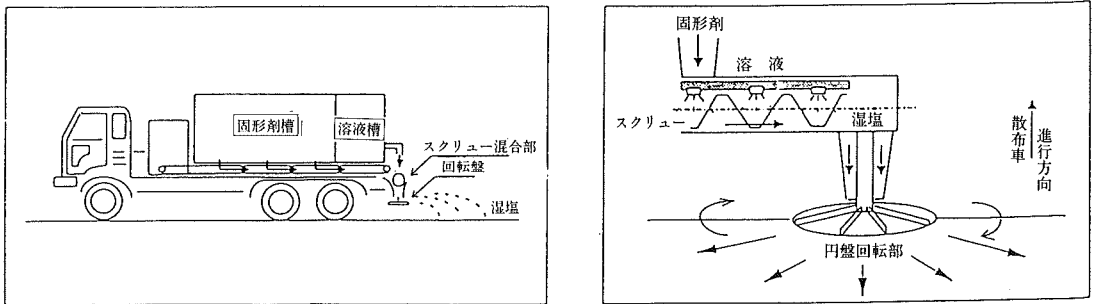 固形剤槽
溶液槽
スクリュー混合部
回転盤
湿塩
固形剤
溶液
スクリュー
湿塩
散布車
進行方向
円盤回転部